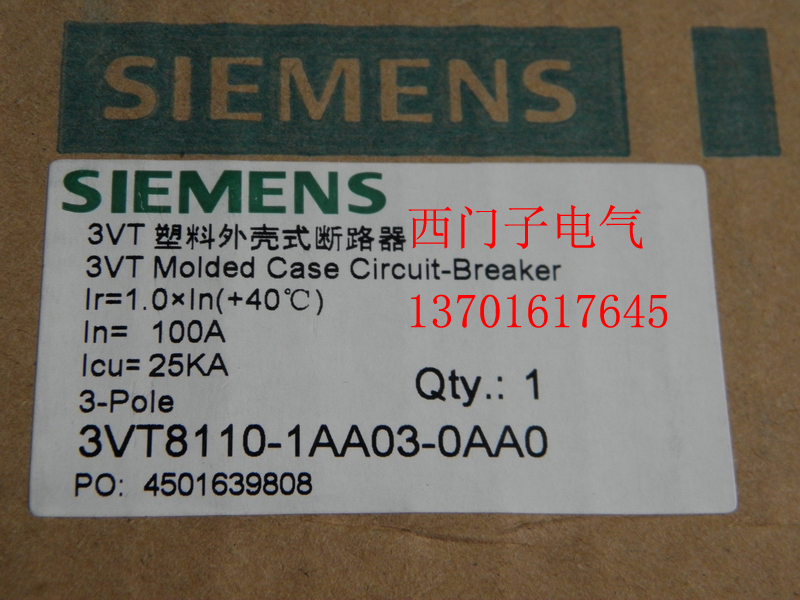 SIEMENS
SIEMENS
3VT 塑料外壳式断路器
西门子电气
3VT Molded Case Circuit-Breaker
Ir=1.0×In(+40℃)
13701617645
In= 100A
Icu= 25KA
Qty.: 1
3-Pole
3VT8110-1AA03-0AA0
PO: 4501639808